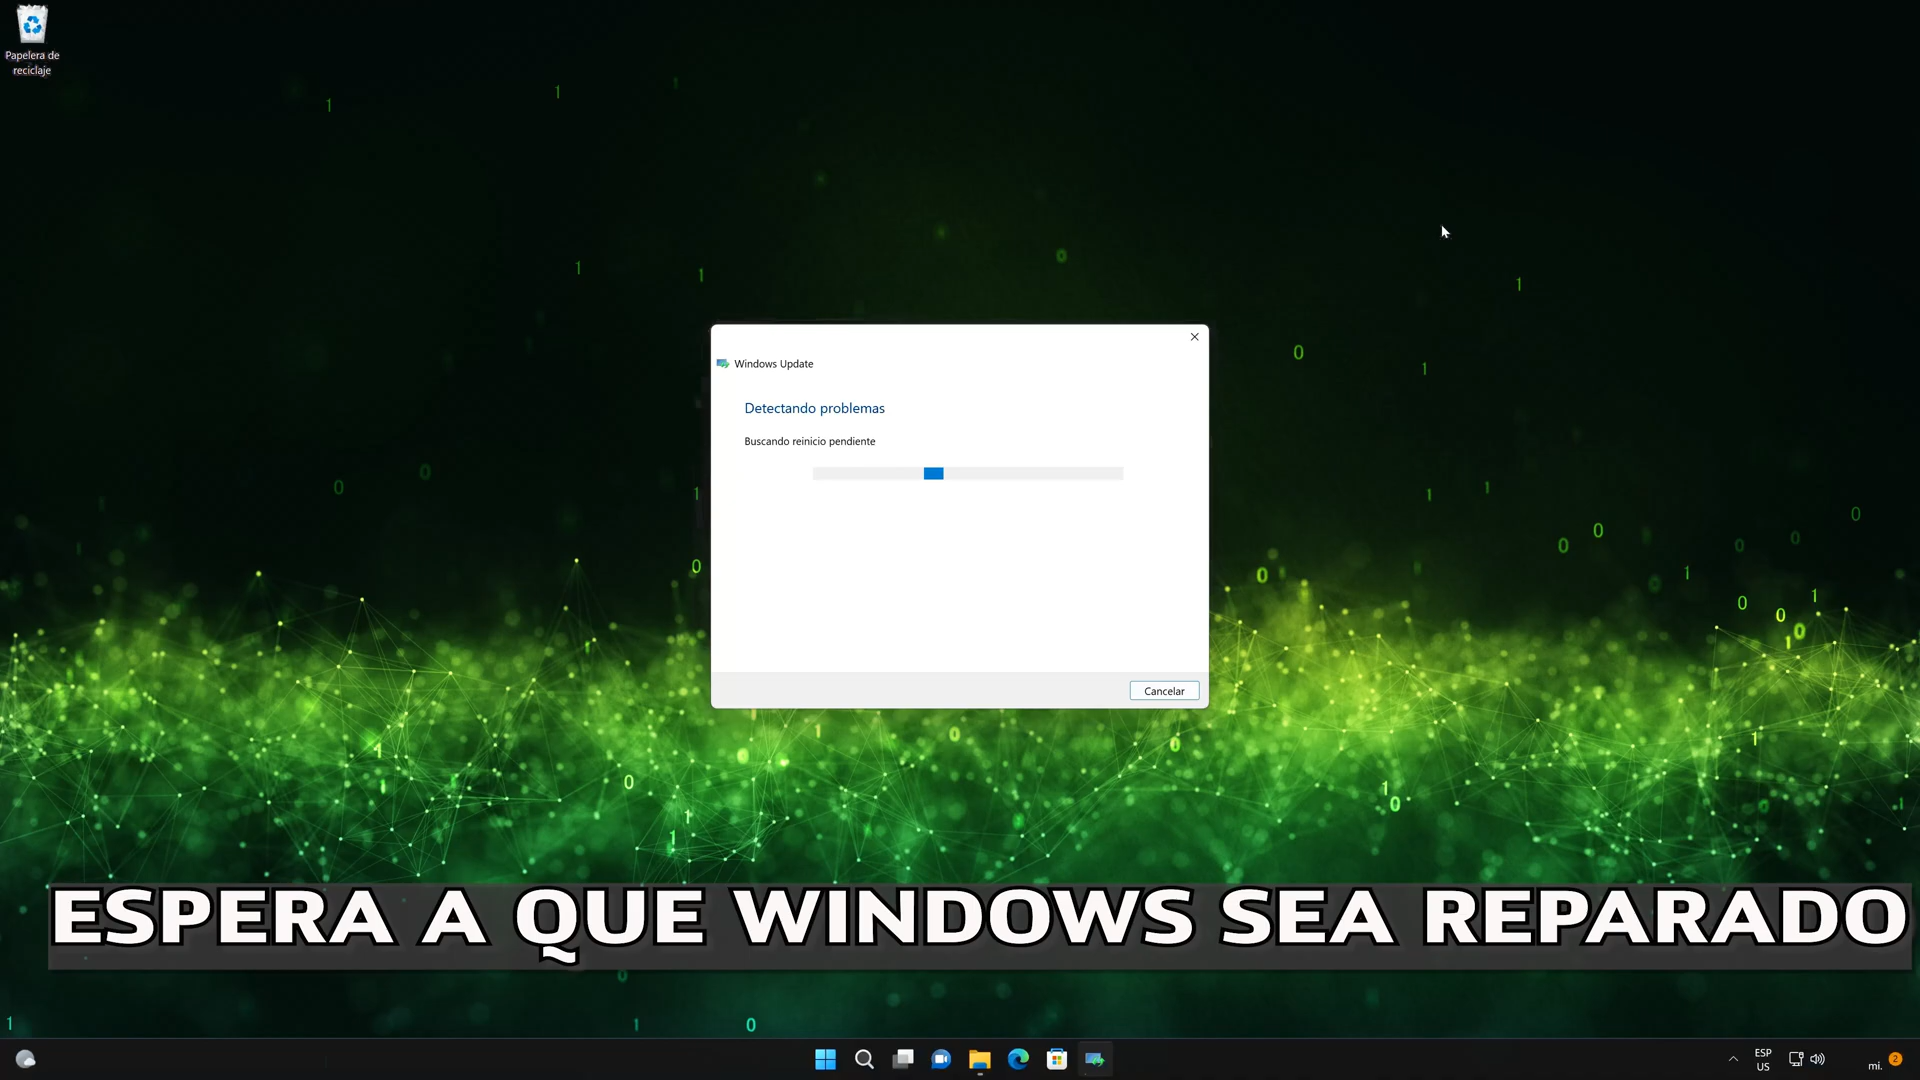 Papelera de
reciclaje
Windows Update
Detectando problemas
Buscando reinicio pendiente
Cancelar
ESPERA A QUE WINDOWS SEA REPARADO
ESP
US
mi.
2